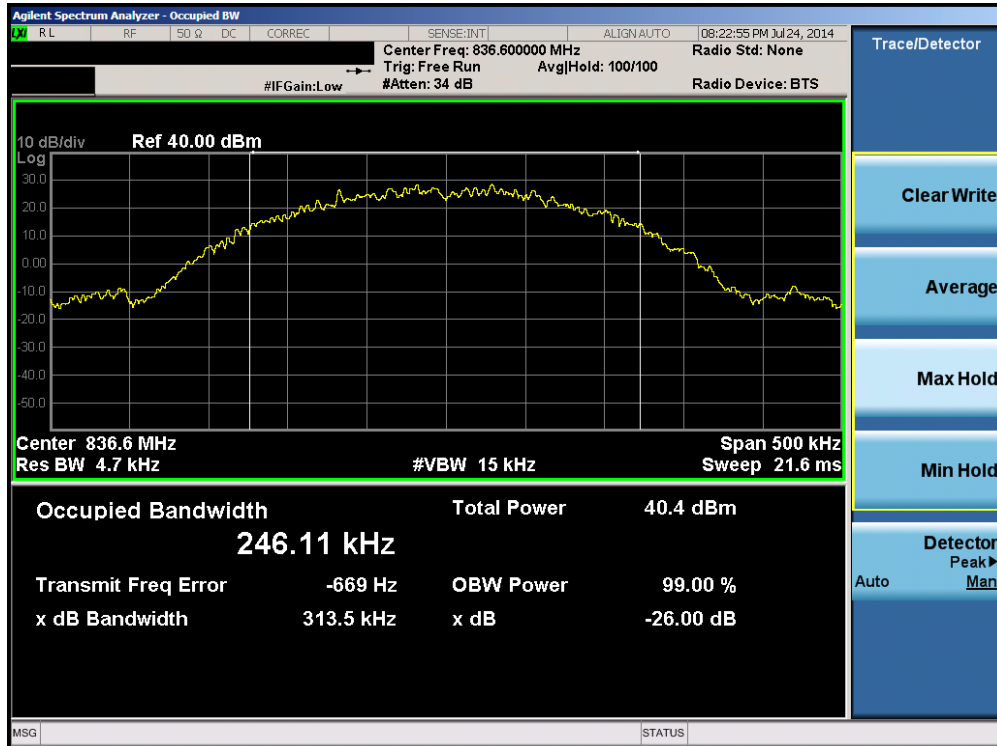 Agilent Spectrum Analyzer - Occupied BW
LXI RL RF 50 Ω DC CORREC SENSE:INT ALIGN AUTO 08:22:55 PM Jul 24, 2014
Center Freq: 836.600000 MHz Radio Std: None
Trig: Free Run Avg|Hold: 100/100
#IFGain:Low #Atten: 34 dB Radio Device: BTS
Trace/Detector
10 dB/div Ref 40.00 dBm
Log
30.0
20.0
10.0
0.00
-10.0
-20.0
-30.0
-40.0
-50.0
Center 836.6 MHz Span 500 kHz
Res BW 4.7 kHz #VBW 15 kHz Sweep 21.6 ms
Occupied Bandwidth Total Power 40.4 dBm
246.11 kHz
Transmit Freq Error -669 Hz OBW Power 99.00 %
x dB Bandwidth 313.5 kHz x dB -26.00 dB
Clear Write
Average
Max Hold
Min Hold
Detector
Peak▶
Auto Man
MSG STATUS